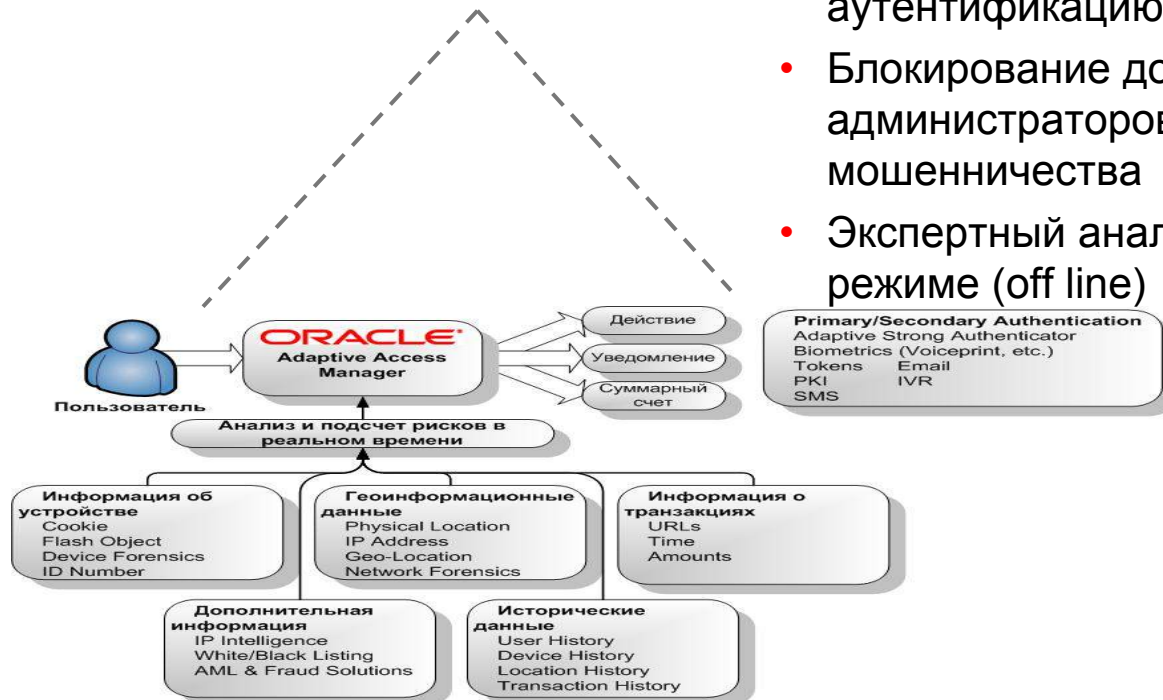 аутентификацию
• Блокирование
администраторов
мошенничества
• Экспертный
режиме (off line)
ORACLE
Adaptive Access
Manager
Пользователь
Действие
Уведомление
Суммарный
счет
Primary/Secondary Authentication
Adaptive Strong Authenticator
Biometrics (Voiceprint, etc.)
Tokens Email
PKI IVR
SMS
Анализ и подсчет рисков в
реальном времени
Информация об
устройстве
Cookie
Flash Object
Device Forensics
ID Number
Геоинформационные
данные
Physical Location
IP Address
Geo-Location
Network Forensics
Информация о
транзакциях
URLs
Time
Amounts
Дополнительная
информация
IP Intelligence
White/Black Listing
AML & Fraud Solutions
Исторические
данные
User History
Device History
Location History
Transaction History